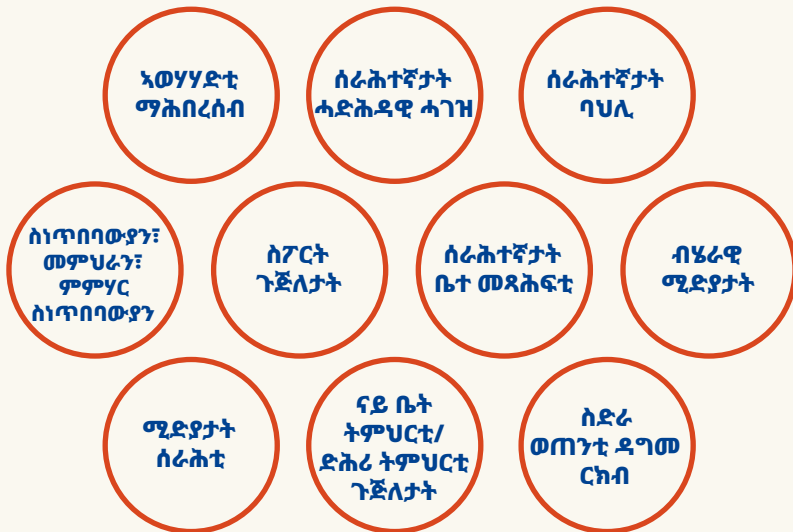 ኣወሃሃድቲ
ማሕበረሰብ
ሰራሕተኛታት
ሓድሕዳዊ ሓገዝ
ሰራሕተኛታት
ባህሊ
ስነጥበባውያን፣
መምህራን፣
ምምሃር
ስነጥበባውያን
ስፖርት
ጉጅለታት
ሰራሕተኛታት
ቤተ መጻሕፍቲ
ብሄራዊ
ሚድያታት
ሚድያታት
ሰራሕቲ
ናይ ቤት
ትምህርቲ/
ድሕሪ ትምህርቲ
ጉጅለታት
ስድራ
ወጠንቲ ዳግመ
ርክብ